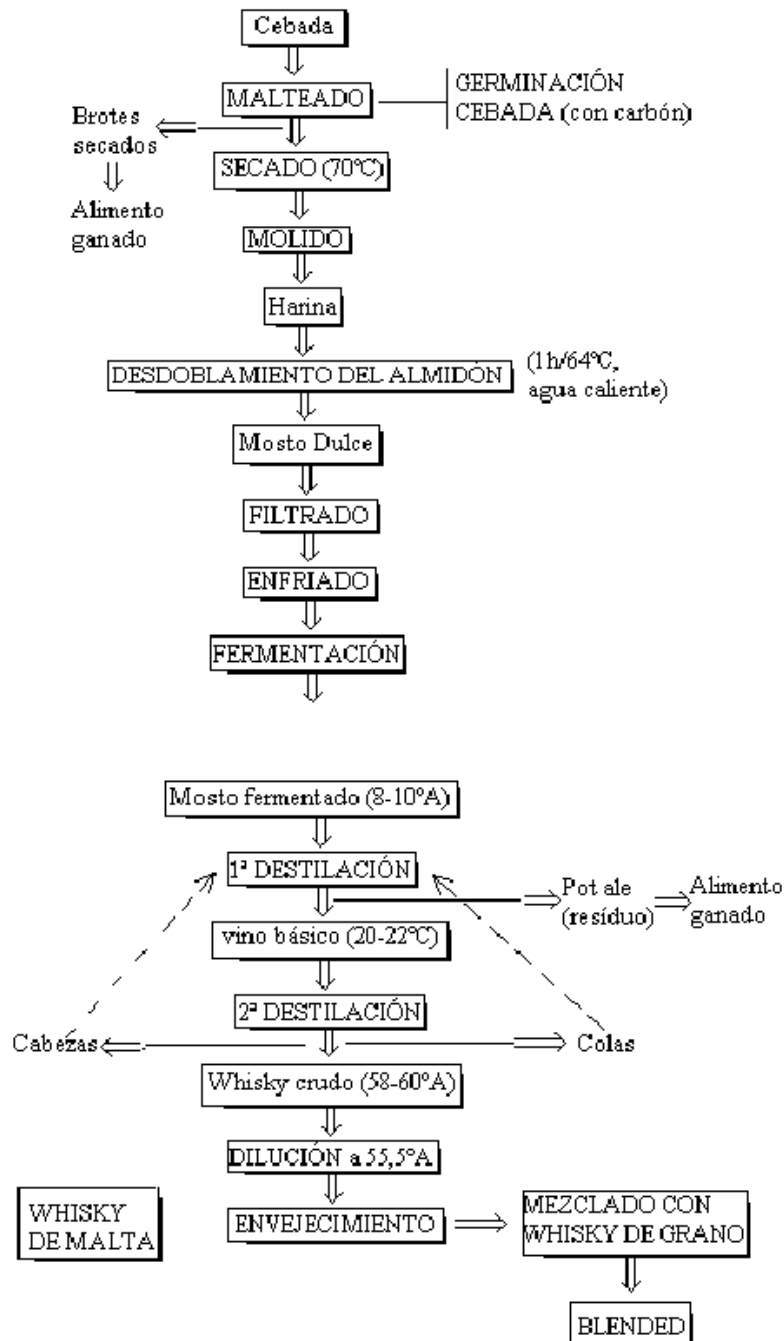 Cebada
MALTEADO
GERMINACIÓN
CEBADA (con carbón)
Brotes
secados
SECADO (70ºC)
Alimento
ganado
MOLIDO
Harina
DESDOBLAMIENTO DEL ALMIDÓN
(1h/64ºC,
agua caliente)
Mosto Dulce
FILTRADO
ENFRIADO
FERMENTACIÓN
Mosto fermentado (8-10ºA)
1ª DESTILACIÓN
Pot ale
(resíduo)
Alimento
ganado
vino básico (20-22ºC)
2ª DESTILACIÓN
Cabezas
Colas
Whisky crudo (58-60ºA)
DILUCIÓN a 55,5ºA
WHISKY
DE MALTA
ENVEJECIMIENTO
MEZCLADO CON
WHISKY DE GRANO
BLENDED